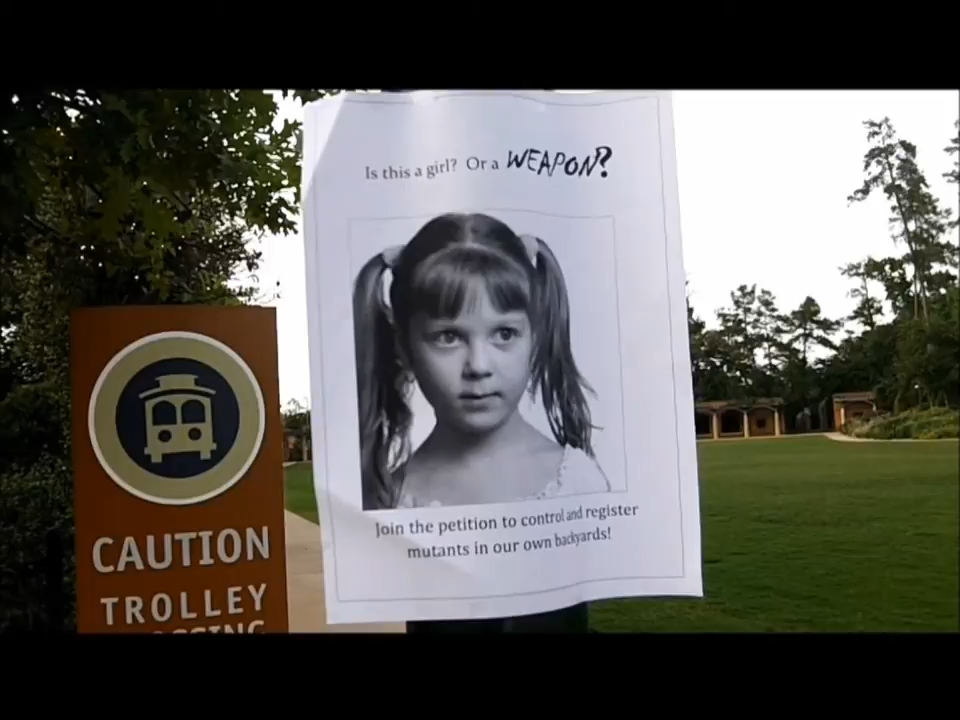 Is this a girl? Or a WEAPON?
Join the petition to control and register
mutants in our own backyards!
CAUTION
TROLLEY
CROSSING